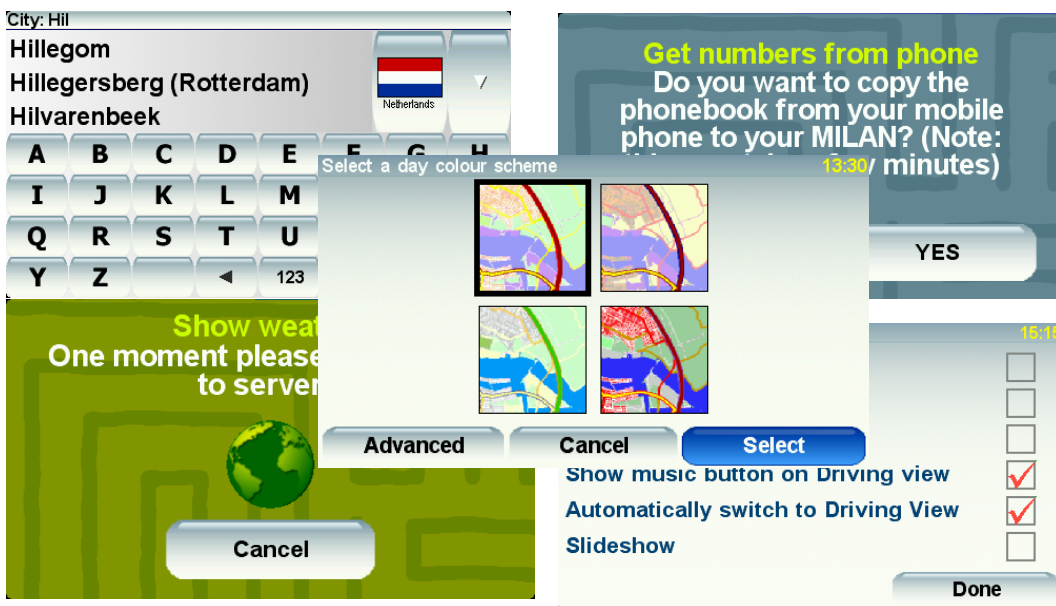 City: Hil
Hillegom
Hillegersberg (Rotterdam)
Hilvarenbeek
Netherlands
A B C D E F G H
I J K L M
Q R S T U
Y Z 123
Get numbers from phone
Do you want to copy the
phonebook from your mobile
phone to your MILAN? (Note:
minutes)
YES
Select a day colour scheme 13:30
Advanced Cancel Select
Show
One moment please
to server
Cancel
15:15
Show music button on Driving view
Automatically switch to Driving View
Slideshow
Done